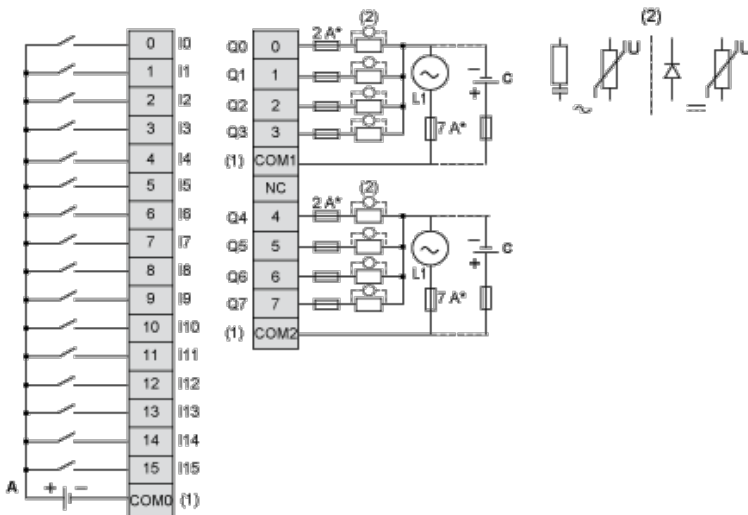 0 I0
1 I1
2 I2
3 I3
4 I4
5 I5
6 I6
7 I7
8 I8
9 I9
10 I10
11 I11
12 I12
13 I13
14 I14
15 I15
A + − COM0 (1)
(2)
Q0 0 2 A*
Q1 1
Q2 2
Q3 3
(1) COM1
L1
7 A*
−
+
C
NC
(2)
Q4 4 2 A*
Q5 5
Q6 6
Q7 7
(1) COM2
L1
7 A*
−
+
C
(2)
U
U